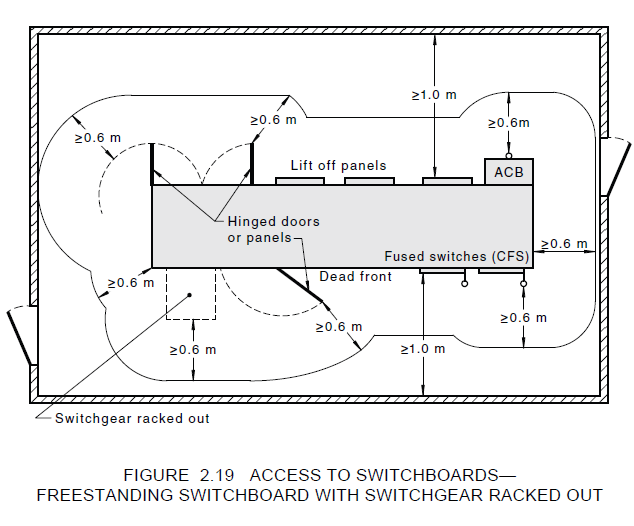 ≥1.0 m
≥0.6 m
≥0.6m
≥0.6 m
Lift off panels
ACB
Hinged doors
or panels
≥0.6 m
Fused switches (CFS)
Dead front
≥0.6 m
≥0.6 m
≥0.6 m
≥0.6 m
≥1.0 m
Switchgear racked out
FIGURE 2.19 ACCESS TO SWITCHBOARDS—
FREESTANDING SWITCHBOARD WITH SWITCHGEAR RACKED OUT